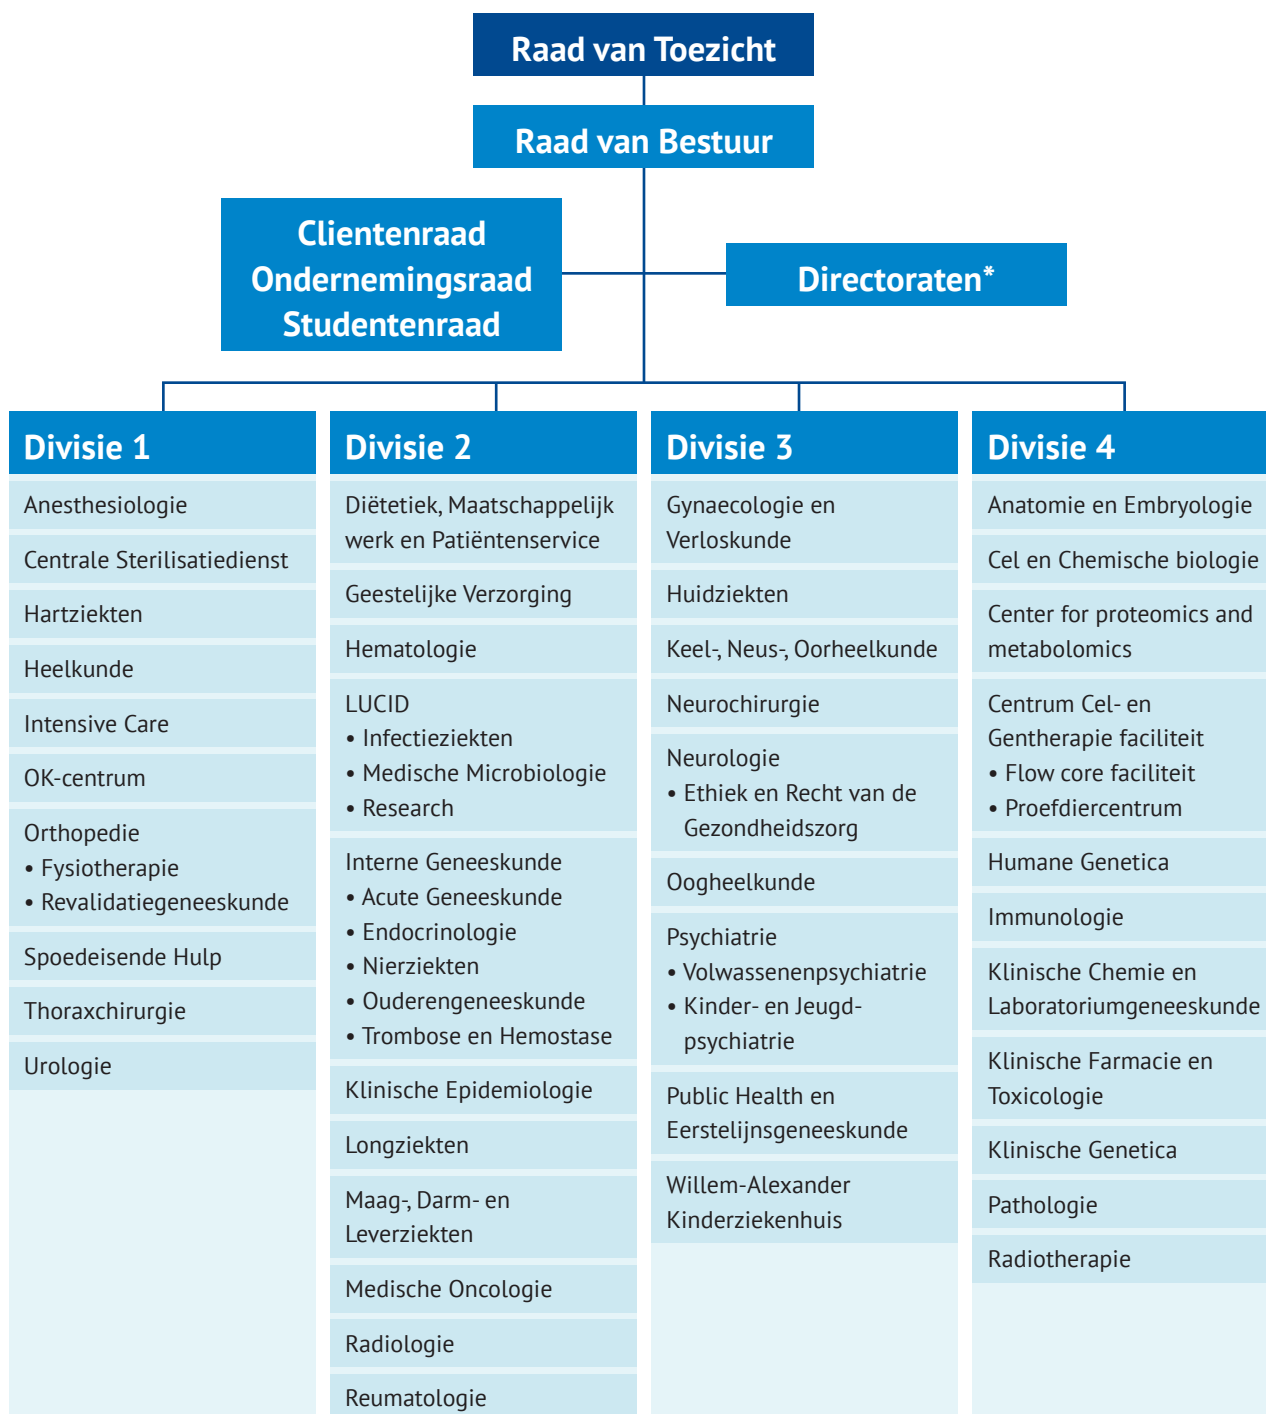 Raad van Toezicht
Raad van Bestuur
Clientenraad
Ondernemingsraad
Studentenraad
Directoraten*
Divisie 1
Anesthesiologie
Centrale Sterilisatiedienst
Hartziekten
Heelkunde
Intensive Care
OK-centrum
Orthopedie
• Fysiotherapie
• Revalidatiegeneeskunde
Spoedeisende Hulp
Thoraxchirurgie
Urologie
Divisie 2
Diëtetiek, Maatschappelijk
werk en Patiëntenservice
Geestelijke Verzorging
Hematologie
LUCID
• Infectieziekten
• Medische Microbiologie
• Research
Interne Geneeskunde
• Acute Geneeskunde
• Endocrinologie
• Nierziekten
• Ouderengeneeskunde
• Trombose en Hemostase
Klinische Epidemiologie
Longziekten
Maag-, Darm- en
Leverziekten
Medische Oncologie
Radiologie
Reumatologie
Divisie 3
Gynaecologie en
Verloskunde
Huidziekten
Keel-, Neus-, Oorheelkunde
Neurochirurgie
Neurologie
• Ethiek en Recht van de
Gezondheidszorg
Oogheelkunde
Psychiatrie
• Volwassenenpsychiatrie
• Kinder- en Jeugd-
psychiatrie
Public Health en
Eerstelijnsgeneeskunde
Willem-Alexander
Kinderziekenhuis
Divisie 4
Anatomie en Embryologie
Cel en Chemische biologie
Center for proteomics and
metabolomics
Centrum Cel- en
Gentherapie faciliteit
• Flow core faciliteit
• Proefdiercentrum
Humane Genetica
Immunologie
Klinische Chemie en
Laboratoriumgeneeskunde
Klinische Farmacie en
Toxicologie
Klinische Genetica
Pathologie
Radiotherapie